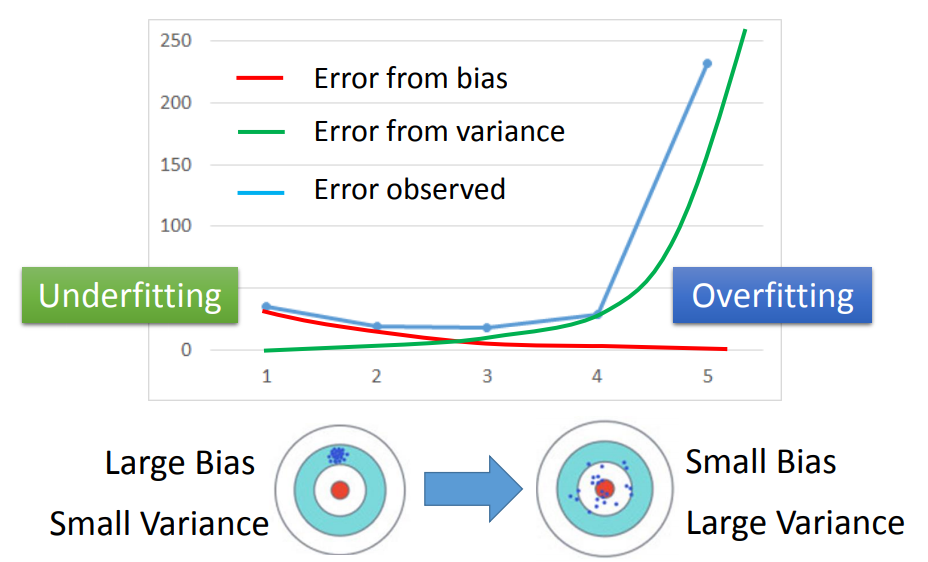 250
Error from bias
200
Error from variance
150
Error observed
100
Underfitting
Overfitting
0
1 2 3 4 5
Large Bias
Small Variance
Small Bias
Large Variance